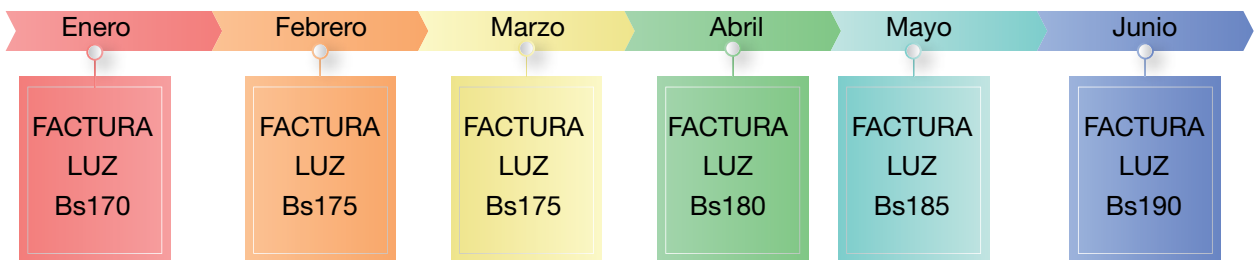 Enero
Febrero
Marzo
Abril
Mayo
Junio
FACTURA
LUZ
Bs170
FACTURA
LUZ
Bs175
FACTURA
LUZ
Bs175
FACTURA
LUZ
Bs180
FACTURA
LUZ
Bs185
FACTURA
LUZ
Bs190